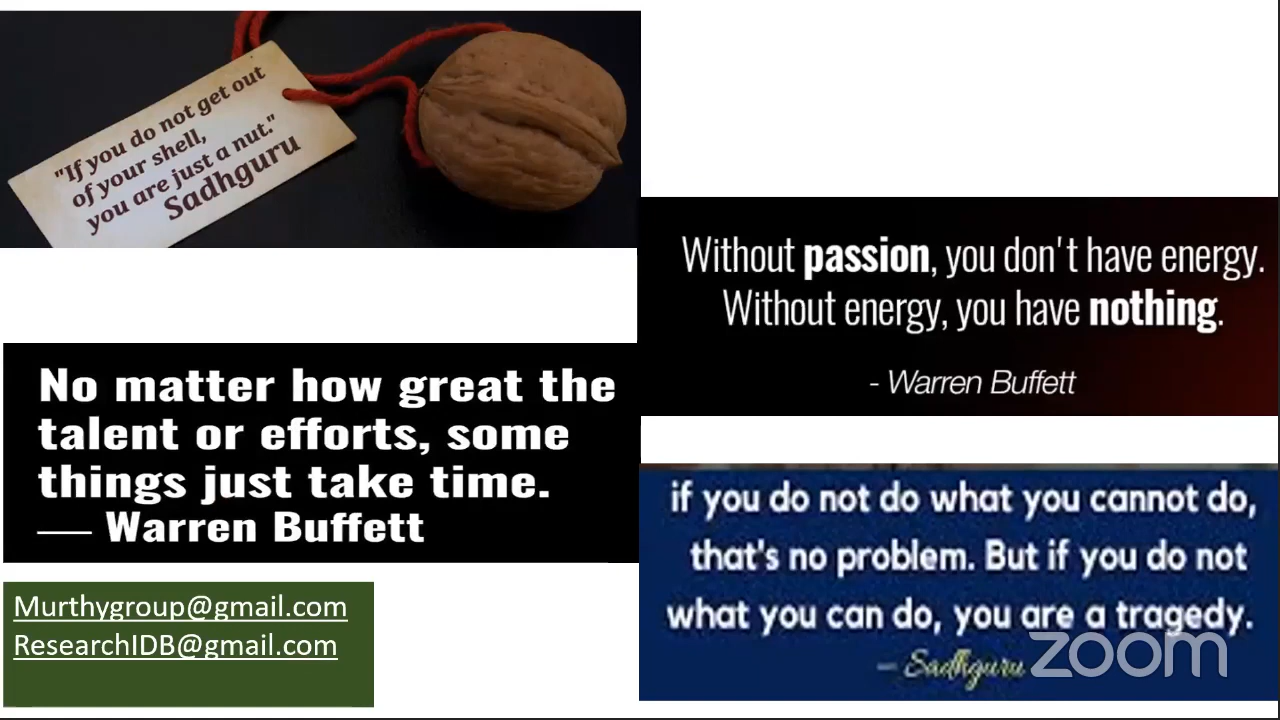 "If you do not get out
of your shell,
you are just a nut."
Sadhguru
Without passion, you don't have energy.
Without energy, you have nothing.
- Warren Buffett
No matter how great the
talent or efforts, some
things just take time.
— Warren Buffett
if you do not do what you cannot do,
that's no problem. But if you do not
what you can do, you are a tragedy.
— Sadhguru
zoom
Murthygroup@gmail.com
ResearchIDB@gmail.com